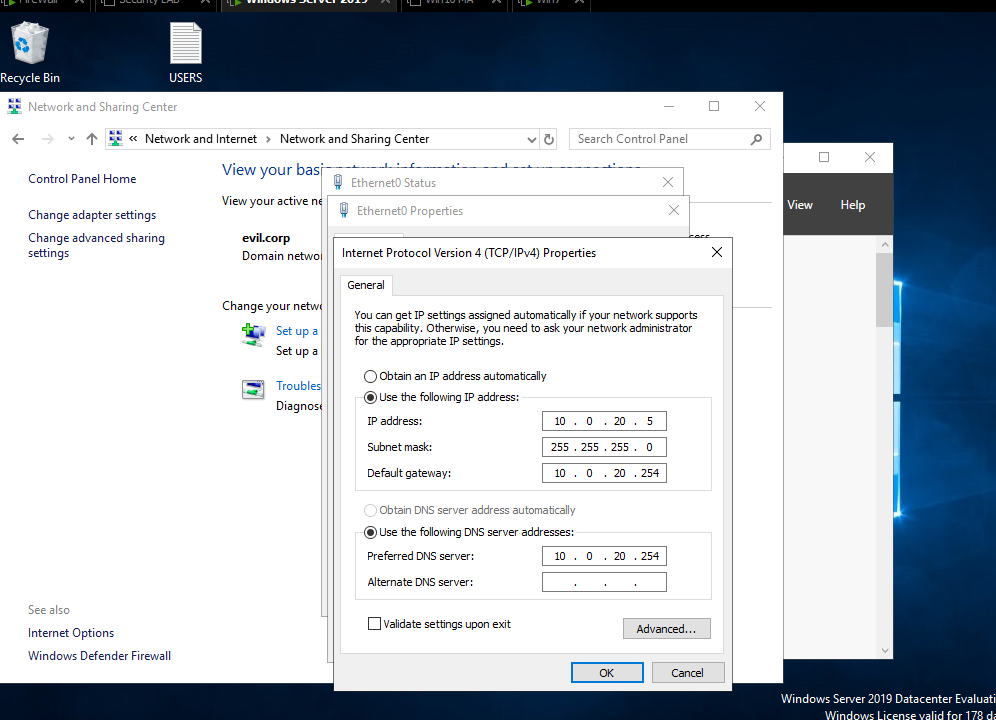 Firewall
Security LAB
Windows Server 2019
Win10 MA
Win7
Recycle Bin
USERS
Network and Sharing Center
« Network and Internet › Network and Sharing Center
Search Control Panel
Control Panel Home
Change adapter settings
Change advanced sharing
settings
View your basic network information and set up connections
View your active ne
evil.corp
Domain networ
Change your netwo
Set up a
Set up a
Troubles
Diagnose
See also
Internet Options
Windows Defender Firewall
View Help
Ethernet0 Status
Ethernet0 Properties
Internet Protocol Version 4 (TCP/IPv4) Properties
General
You can get IP settings assigned automatically if your network supports
this capability. Otherwise, you need to ask your network administrator
for the appropriate IP settings.
Obtain an IP address automatically
Use the following IP address:
IP address: 10 . 0 . 20 . 5
Subnet mask: 255 . 255 . 255 . 0
Default gateway: 10 . 0 . 20 . 254
Obtain DNS server address automatically
Use the following DNS server addresses:
Preferred DNS server: 10 . 0 . 20 . 254
Alternate DNS server: . . .
Validate settings upon exit
Advanced...
OK Cancel
Windows Server 2019 Datacenter Evaluati
Windows License valid for 178 da